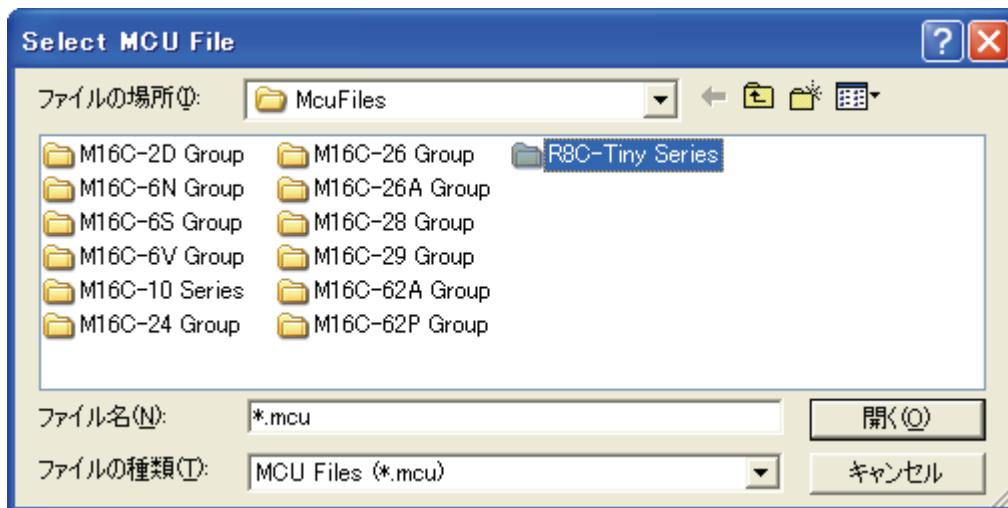 Select MCU File
ファイルの場所(I):
McuFiles
M16C-2D Group
M16C-6N Group
M16C-6S Group
M16C-6V Group
M16C-10 Series
M16C-24 Group
M16C-26 Group
M16C-26A Group
M16C-28 Group
M16C-29 Group
M16C-62A Group
M16C-62P Group
R8C-Tiny Series
ファイル名(N):
*.mcu
開く(O)
ファイルの種類(T):
MCU Files (*.mcu)
キャンセル